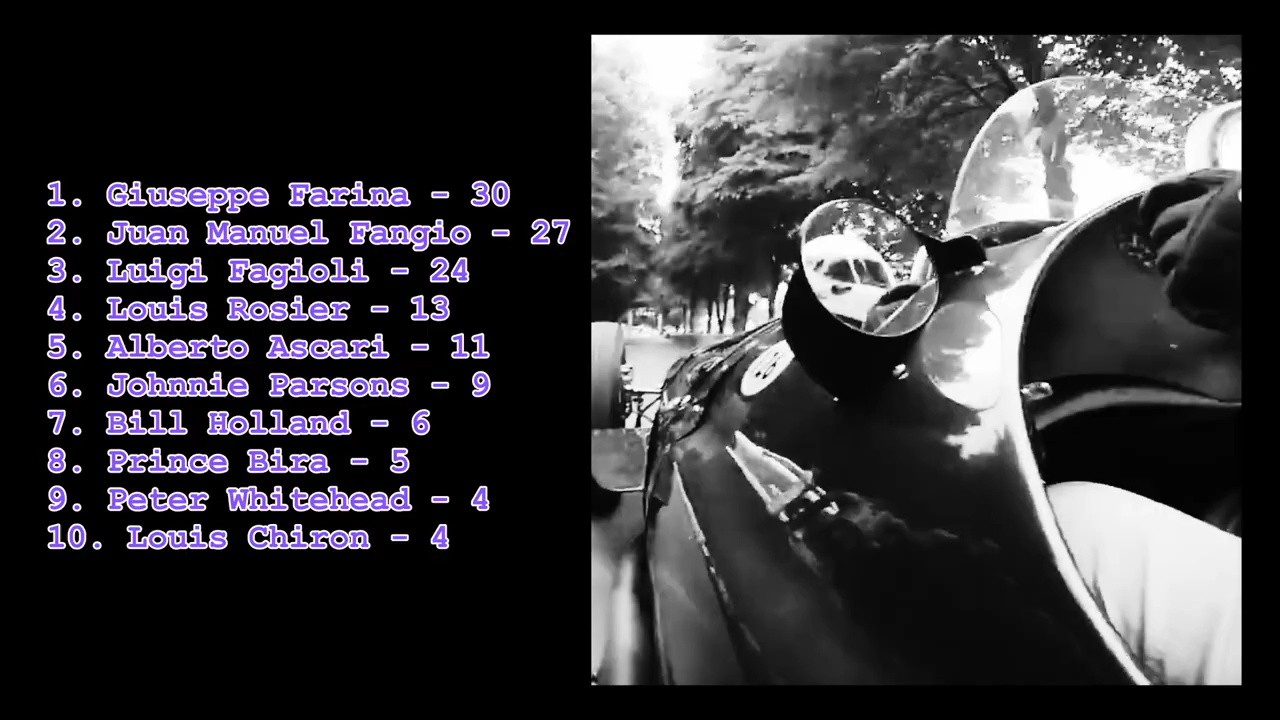 1. Giuseppe Farina - 30
2. Juan Manuel Fangio - 27
3. Luigi Fagioli - 24
4. Louis Rosier - 13
5. Alberto Ascari - 11
6. Johnnie Parsons - 9
7. Bill Holland - 6
8. Prince Bira - 5
9. Peter Whitehead - 4
10. Louis Chiron - 4